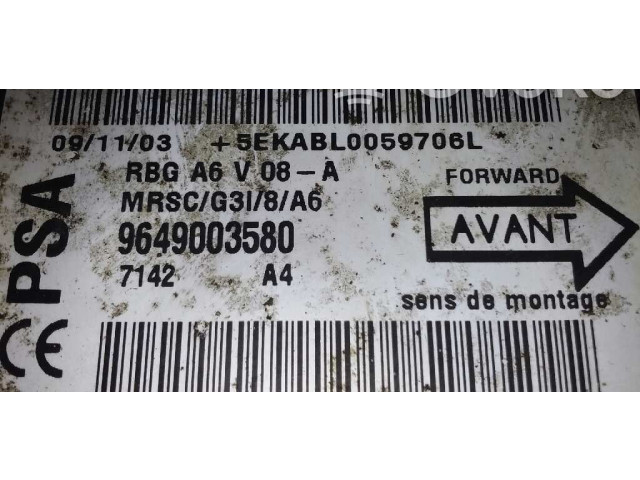 09/11/03 +5EKABL0059706L
RBG A6 V 08-A
MRSC/G3I/8/A6
9649003580
7142 A4
FORWARD
AVANT
sens de montage
PSA
CE